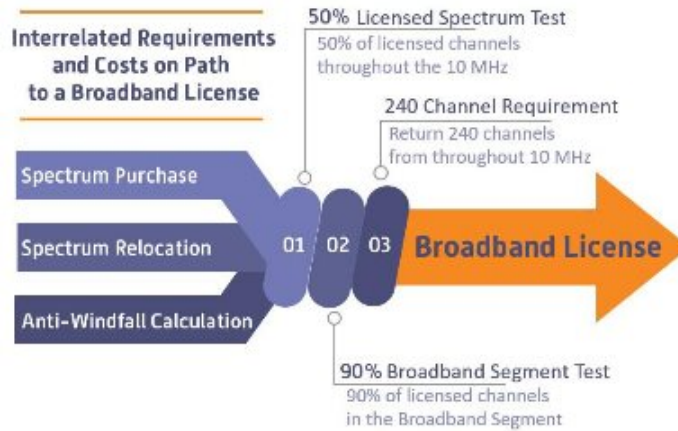 Interrelated Requirements
and Costs on Path
to a Broadband License
50% Licensed Spectrum Test
50% of licensed channels
throughout the 10 MHz
240 Channel Requirement
Return 240 channels
from throughout 10 MHz
Spectrum Purchase
Spectrum Relocation
Anti-Windfall Calculation
01
02
03
Broadband License
90% Broadband Segment Test
90% of licensed channels
in the Broadband Segment